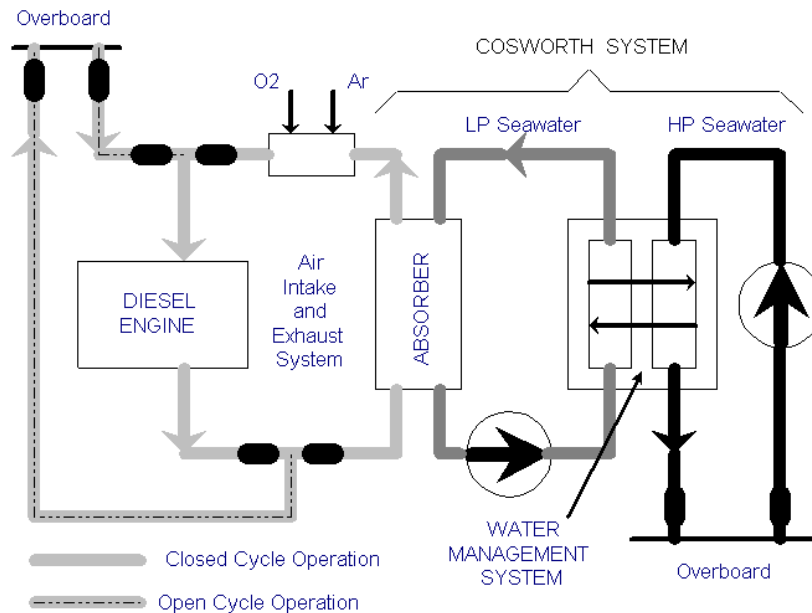 Overboard
COSWORTH SYSTEM
O2
Ar
LP Seawater
HP Seawater
DIESEL
ENGINE
Air
Intake
and
Exhaust
System
ABSORBER
WATER
MANAGEMENT
SYSTEM
Overboard
Closed Cycle Operation
Open Cycle Operation